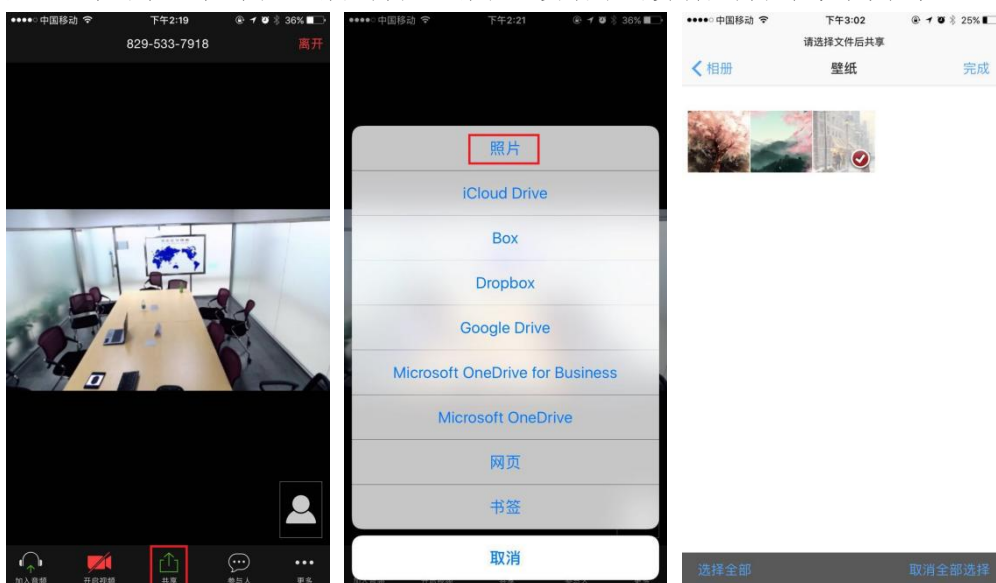 中国移动 下午2:19 36%
829-533-7918 离开
加入音频 开启视频 共享 参与人 更多
中国移动 下午2:21 36%
照片
iCloud Drive
Box
Dropbox
Google Drive
Microsoft OneDrive for Business
Microsoft OneDrive
网页
书签
取消
中国移动 下午3:02 25%
请选择文件后共享
相册 壁纸 完成
选择全部 取消全部选择